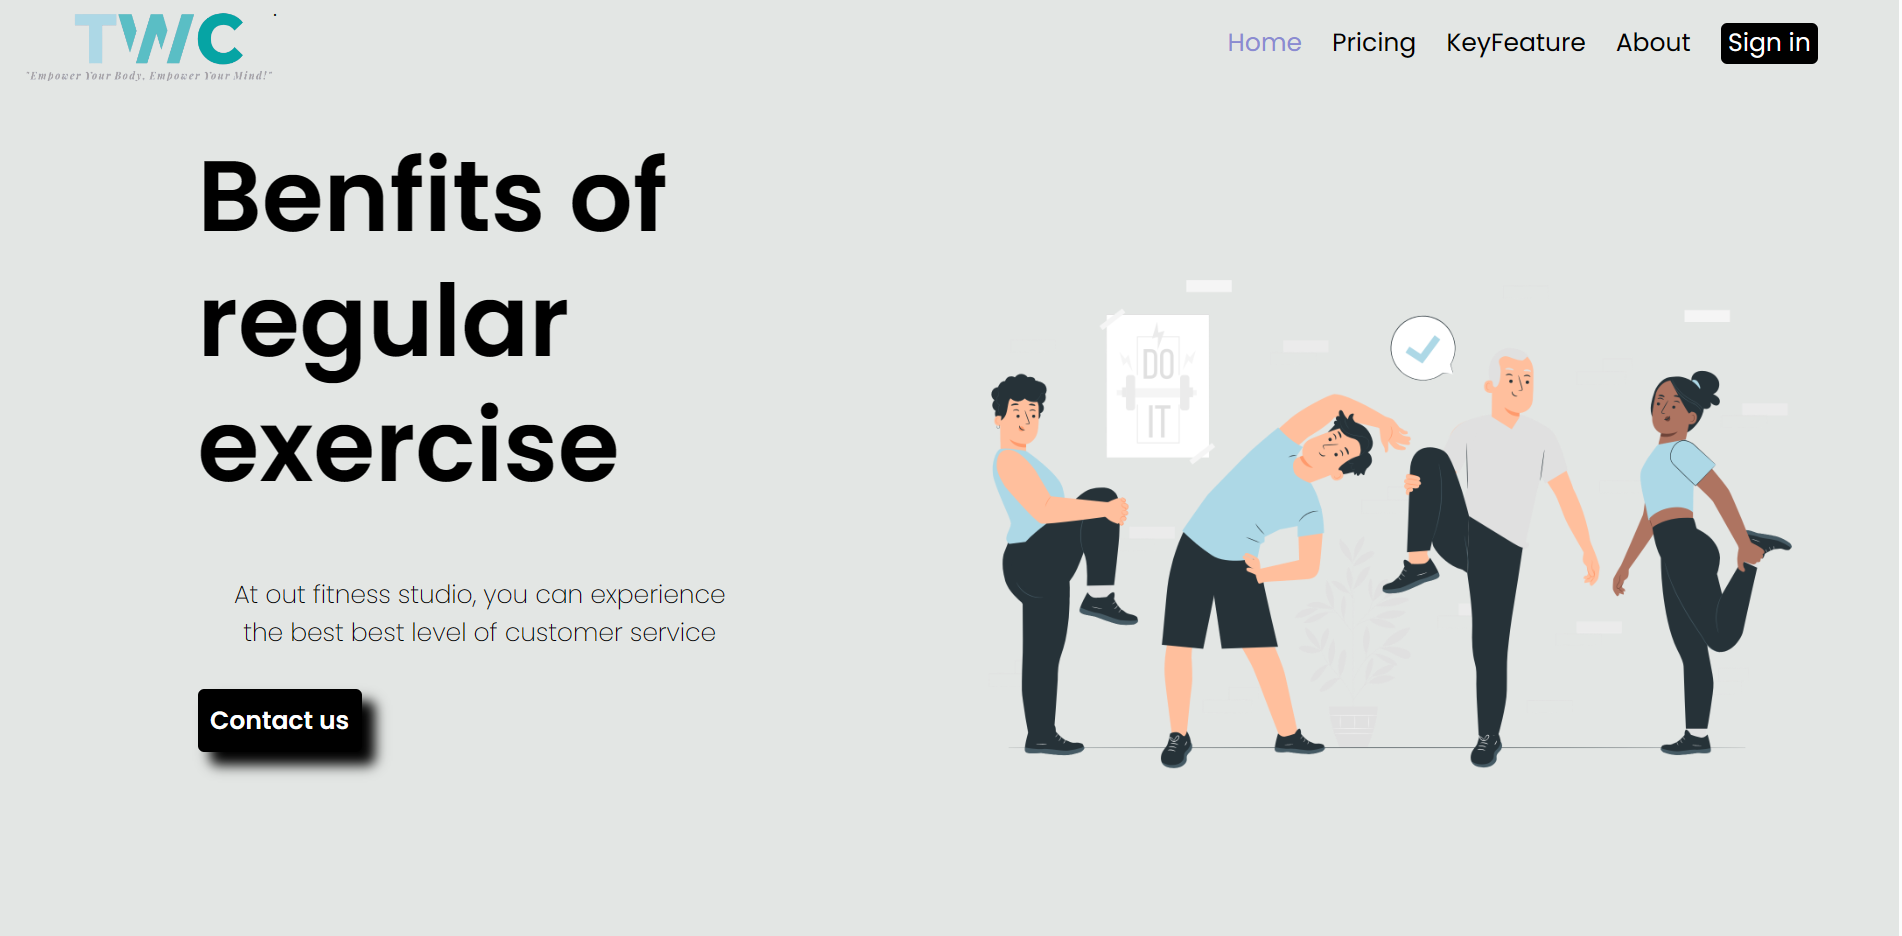 TWC
"Empower Your Body, Empower Your Mind!"
Home Pricing KeyFeature About Sign in
Benfits of
regular
exercise
DO
IT
At out fitness studio, you can experience
the best best level of customer service
Contact us